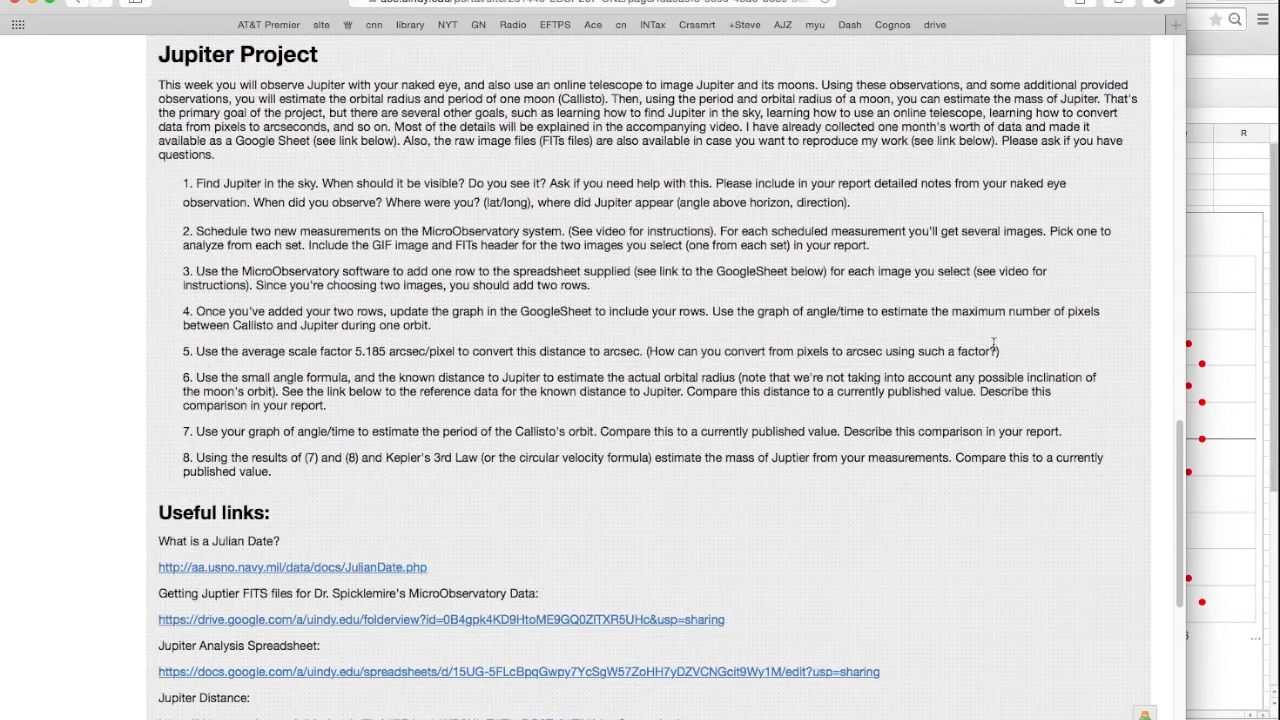 AT&T Premier site cnn library NYT GN Radio EFTPS Ace cn INTax Crssmrt +Steve AJZ myu Dash Cognos drive
R
Jupiter Project
This week you will observe Jupiter with your naked eye, and also use an online telescope to image Jupiter and its moons. Using these observations, and some additional provided
observations, you will estimate the orbital radius and period of one moon (Callisto). Then, using the period and orbital radius of a moon, you can estimate the mass of Jupiter. That's
the primary goal of the project, but there are several other goals, such as learning how to find Jupiter in the sky, learning how to use an online telescope, learning how to convert
data from pixels to arcseconds, and so on. Most of the details will be explained in the accompanying video. I have already collected one month's worth of data and made it
available as a Google Sheet (see link below). Also, the raw image files (FITs files) are also available in case you want to reproduce my work (see link below). Please ask if you have
questions.
1. Find Jupiter in the sky. When should it be visible? Do you see it? Ask if you need help with this. Please include in your report detailed notes from your naked eye
observation. When did you observe? Where were you? (lat/long), where did Jupiter appear (angle above horizon, direction).
2. Schedule two new measurements on the MicroObservatory system. (See video for instructions). For each scheduled measurement you'll get several images. Pick one to
analyze from each set. Include the GIF image and FITs header for the two images you select (one from each set) in your report.
3. Use the MicroObservatory software to add one row to the spreadsheet supplied (see link to the GoogleSheet below) for each image you select (see video for
instructions). Since you're choosing two images, you should add two rows.
4. Once you've added your two rows, update the graph in the GoogleSheet to include your rows. Use the graph of angle/time to estimate the maximum number of pixels
between Callisto and Jupiter during one orbit.
5. Use the average scale factor 5.185 arcsec/pixel to convert this distance to arcsec. (How can you convert from pixels to arcsec using such a factor?)
6. Use the small angle formula, and the known distance to Jupiter to estimate the actual orbital radius (note that we're not taking into account any possible inclination of
the moon's orbit). See the link below to the reference data for the known distance to Jupiter. Compare this distance to a currently published value. Describe this
comparison in your report.
7. Use your graph of angle/time to estimate the period of the Callisto's orbit. Compare this to a currently published value. Describe this comparison in your report.
8. Using the results of (7) and (8) and Kepler's 3rd Law (or the circular velocity formula) estimate the mass of Juptier from your measurements. Compare this to a currently
published value.
Useful links:
What is a Julian Date?
http://aa.usno.navy.mil/data/docs/JulianDate.php
Getting Juptier FITS files for Dr. Spicklemire's MicroObservatory Data:
https://drive.google.com/a/uindy.edu/folderview?id=0B4gpk4KD9HtoME9GQ0ZlTXR5UHc&usp=sharing
Jupiter Analysis Spreadsheet:
https://docs.google.com/a/uindy.edu/spreadsheets/d/15UG-5FLcBpqGwpy7YcSgW57ZoHH7yDZVCNGcit9Wy1M/edit?usp=sharing
Jupiter Distance: